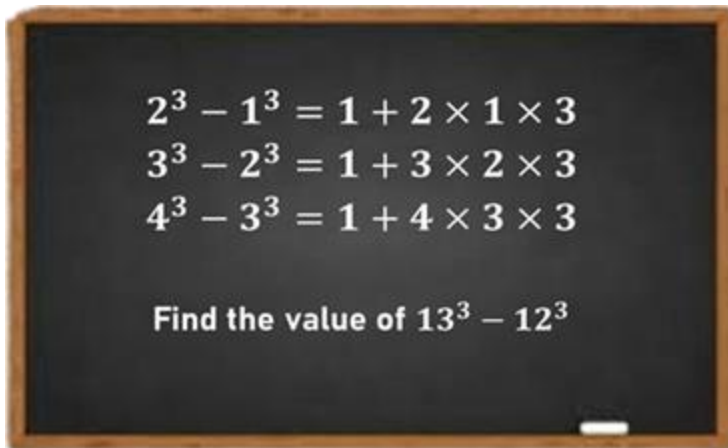 2³ − 1³ = 1 + 2 × 1 × 3
3³ − 2³ = 1 + 3 × 2 × 3
4³ − 3³ = 1 + 4 × 3 × 3
Find the value of 13³ − 12³